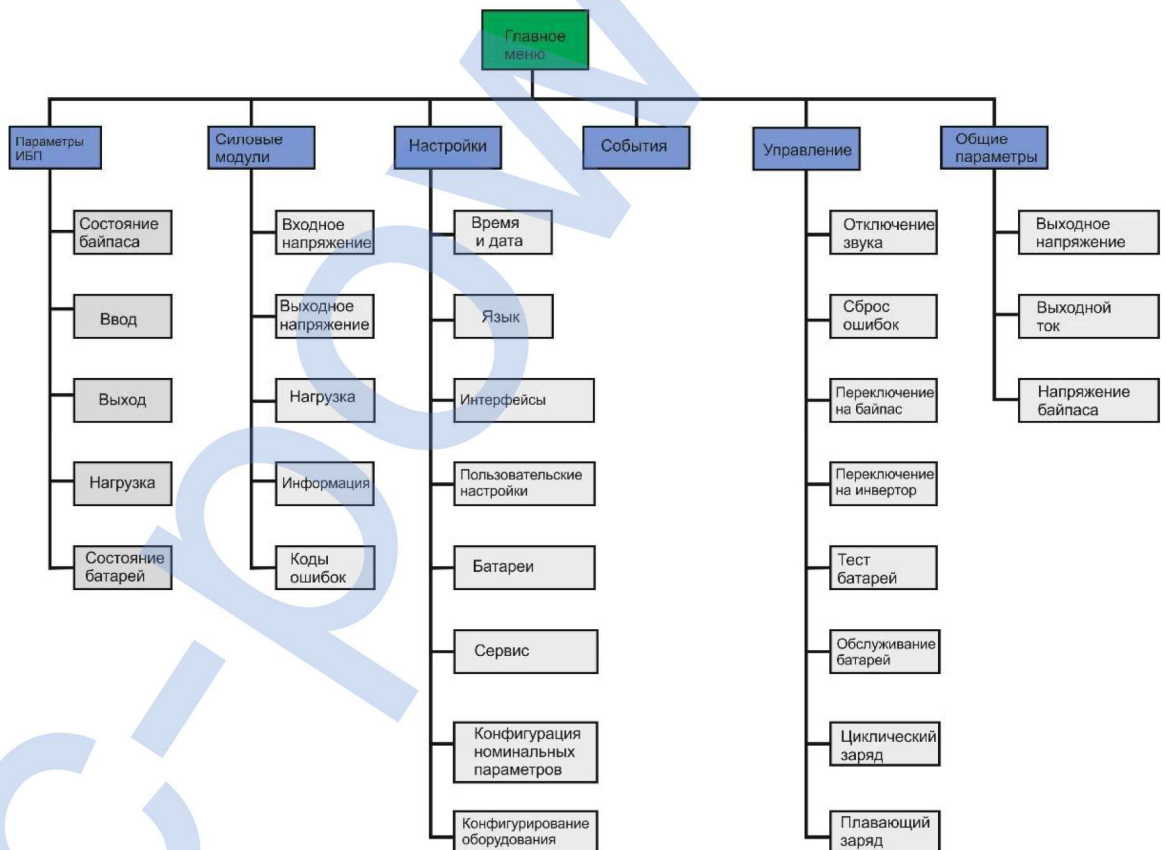 Главное
меню
Параметры
ИБП
Силовые
модули
Настройки
События
Управление
Общие
параметры
Состояние
байпаса
Ввод
Выход
Нагрузка
Состояние
батарей
Входное
напряжение
Выходное
напряжение
Нагрузка
Информация
Коды
ошибок
Время
и дата
Язык
Интерфейсы
Пользовательские
настройки
Батареи
Сервис
Конфигурация
номинальных
параметров
Конфигурирование
оборудования
Отключение
звука
Сброс
ошибок
Переключение
на байпас
Переключение
на инвертор
Тест
батарей
Обслуживание
батарей
Циклический
заряд
Плавающий
заряд
Выходное
напряжение
Выходной
ток
Напряжение
байпаса
c-pow